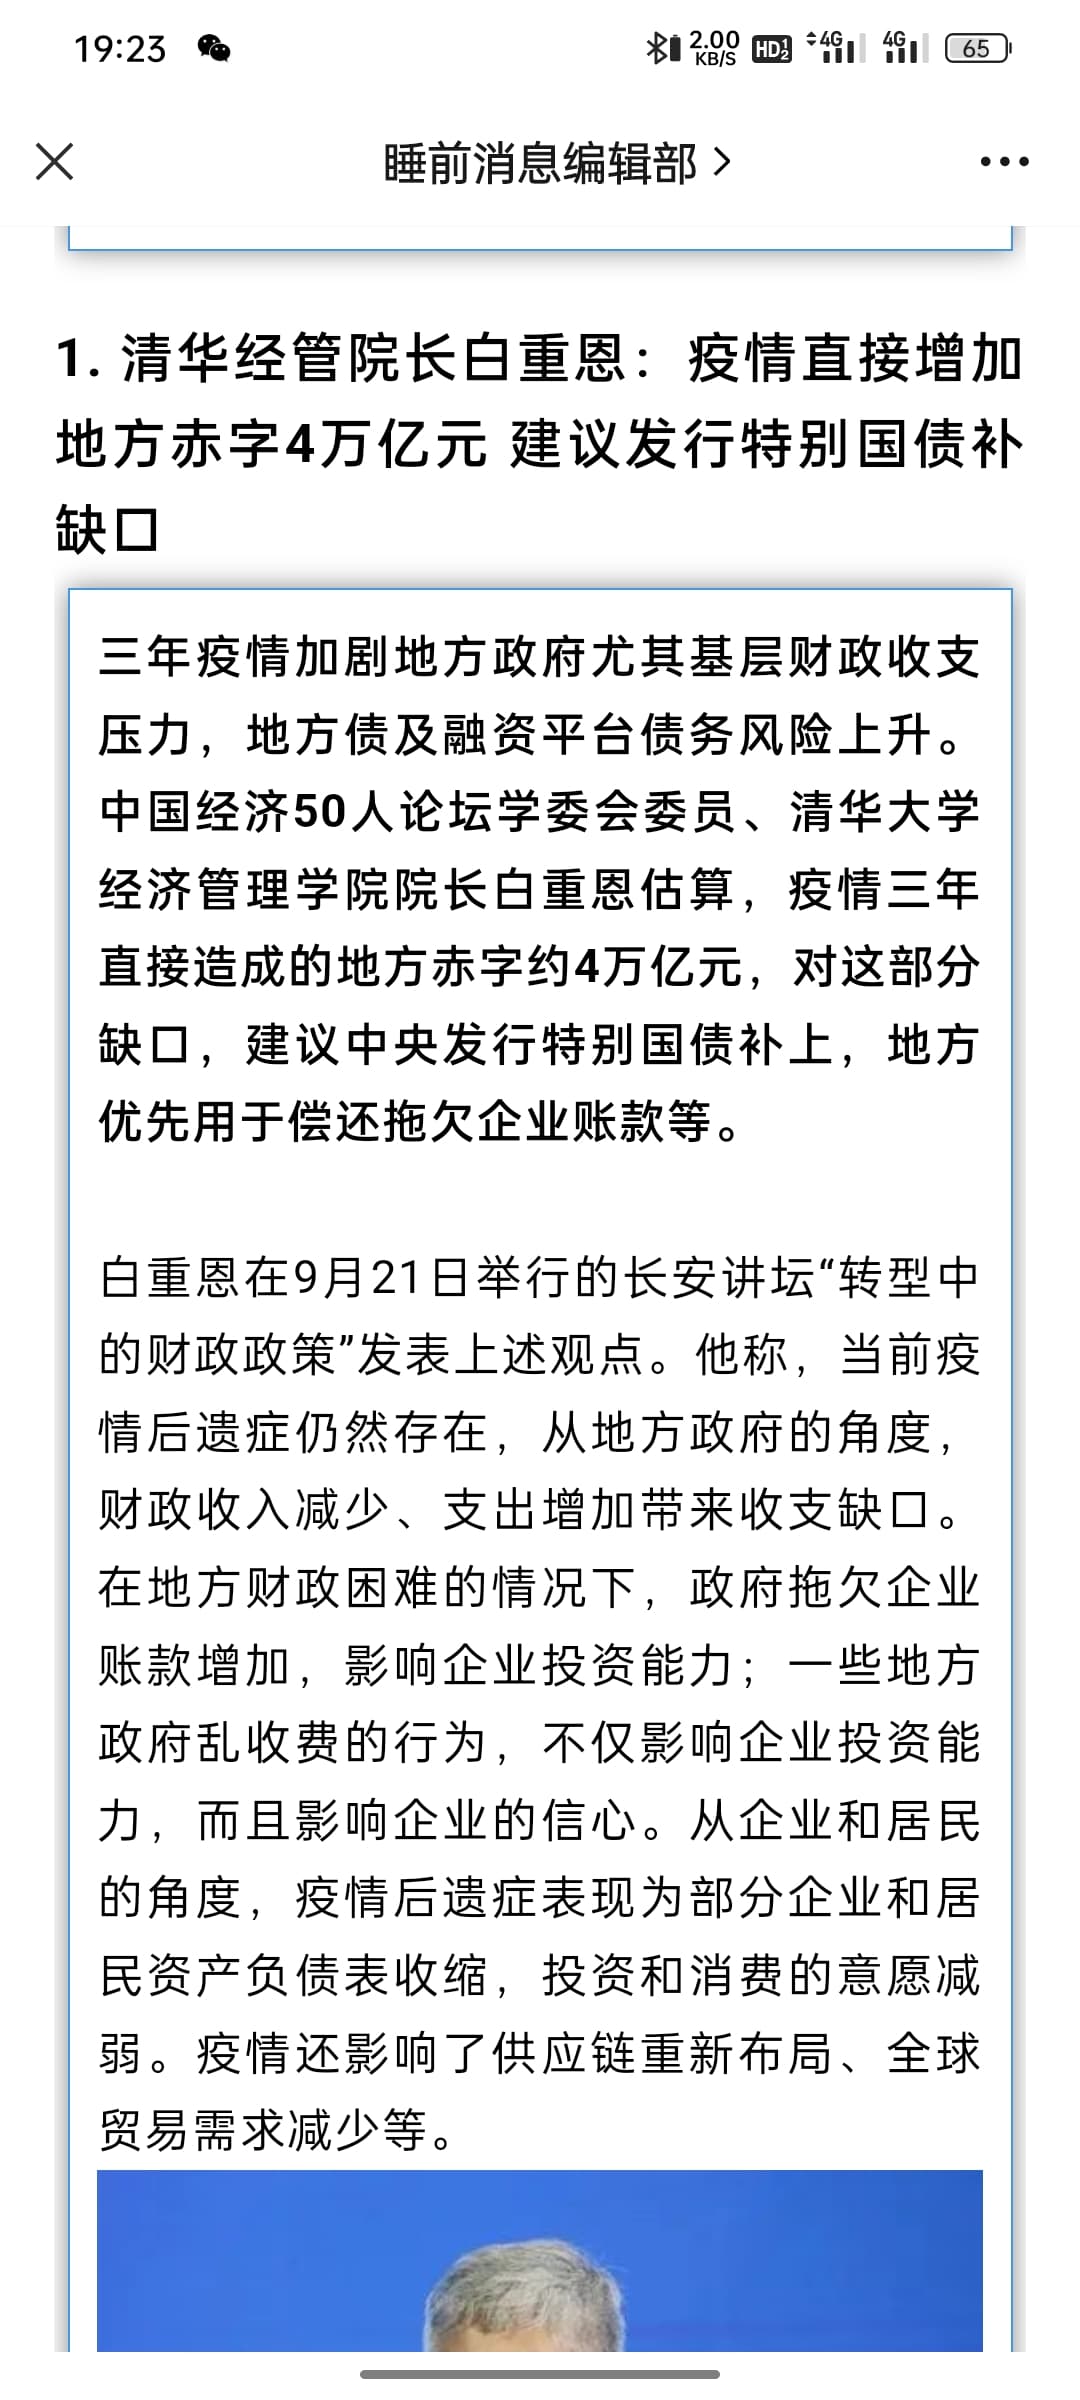 19:23
2.00
KB/S
HD 1 2
4G
4G
65
睡前消息编辑部
1. 清华经管院长白重恩：疫情直接增加
地方赤字4万亿元 建议发行特别国债补
缺口
三年疫情加剧地方政府尤其基层财政收支
压力，地方债及融资平台债务风险上升。
中国经济50人论坛学委会委员、清华大学
经济管理学院院长白重恩估算，疫情三年
直接造成的地方赤字约4万亿元，对这部分
缺口，建议中央发行特别国债补上，地方
优先用于偿还拖欠企业账款等。
白重恩在9月21日举行的长安讲坛“转型中
的财政政策”发表上述观点。他称，当前疫
情后遗症仍然存在，从地方政府的角度，
财政收入减少、支出增加带来收支缺口。
在地方财政困难的情况下，政府拖欠企业
账款增加，影响企业投资能力；一些地方
政府乱收费的行为，不仅影响企业投资能
力，而且影响企业的信心。从企业和居民
的角度，疫情后遗症表现为部分企业和居
民资产负债表收缩，投资和消费的意愿减
弱。疫情还影响了供应链重新布局、全球
贸易需求减少等。